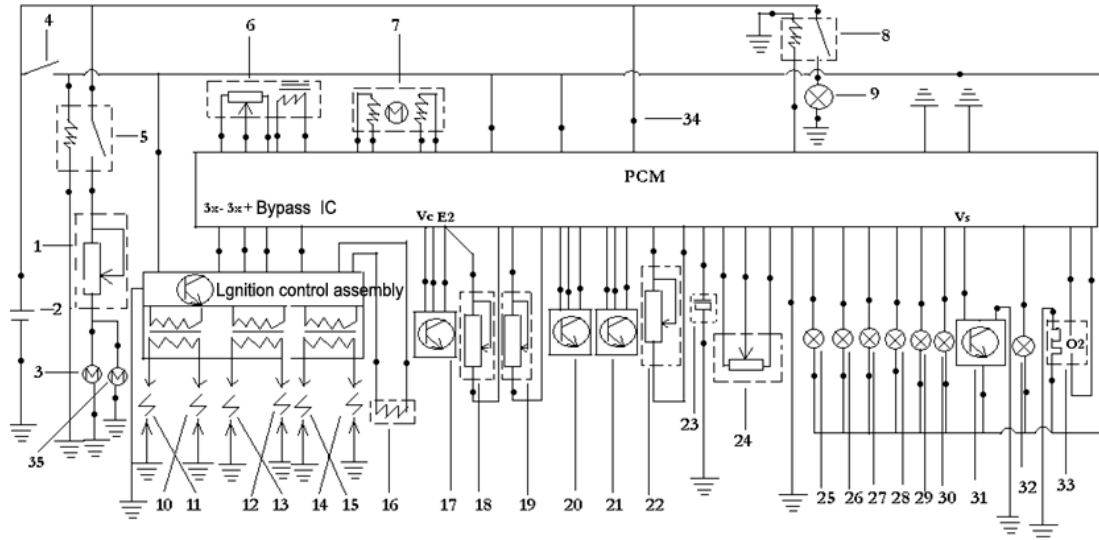 4
6
7
8
5
9
34
PCM
3x- 3x+ Bypass IC
Vc E2
Vs
1
Lgnition control assembly
2
3
M
M
M
O2
35
10 11 12 13 14 15 16 17 18 19 20 21 22 23 24 25 26 27 28 29 30 31 32 33